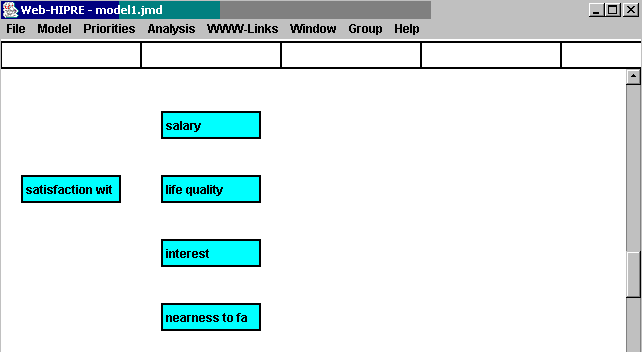 Web-HIPRE - model1.jmd
File Model Priorities Analysis WWW-Links Window Group Help
salary
satisfaction wit
life quality
interest
nearness to fa